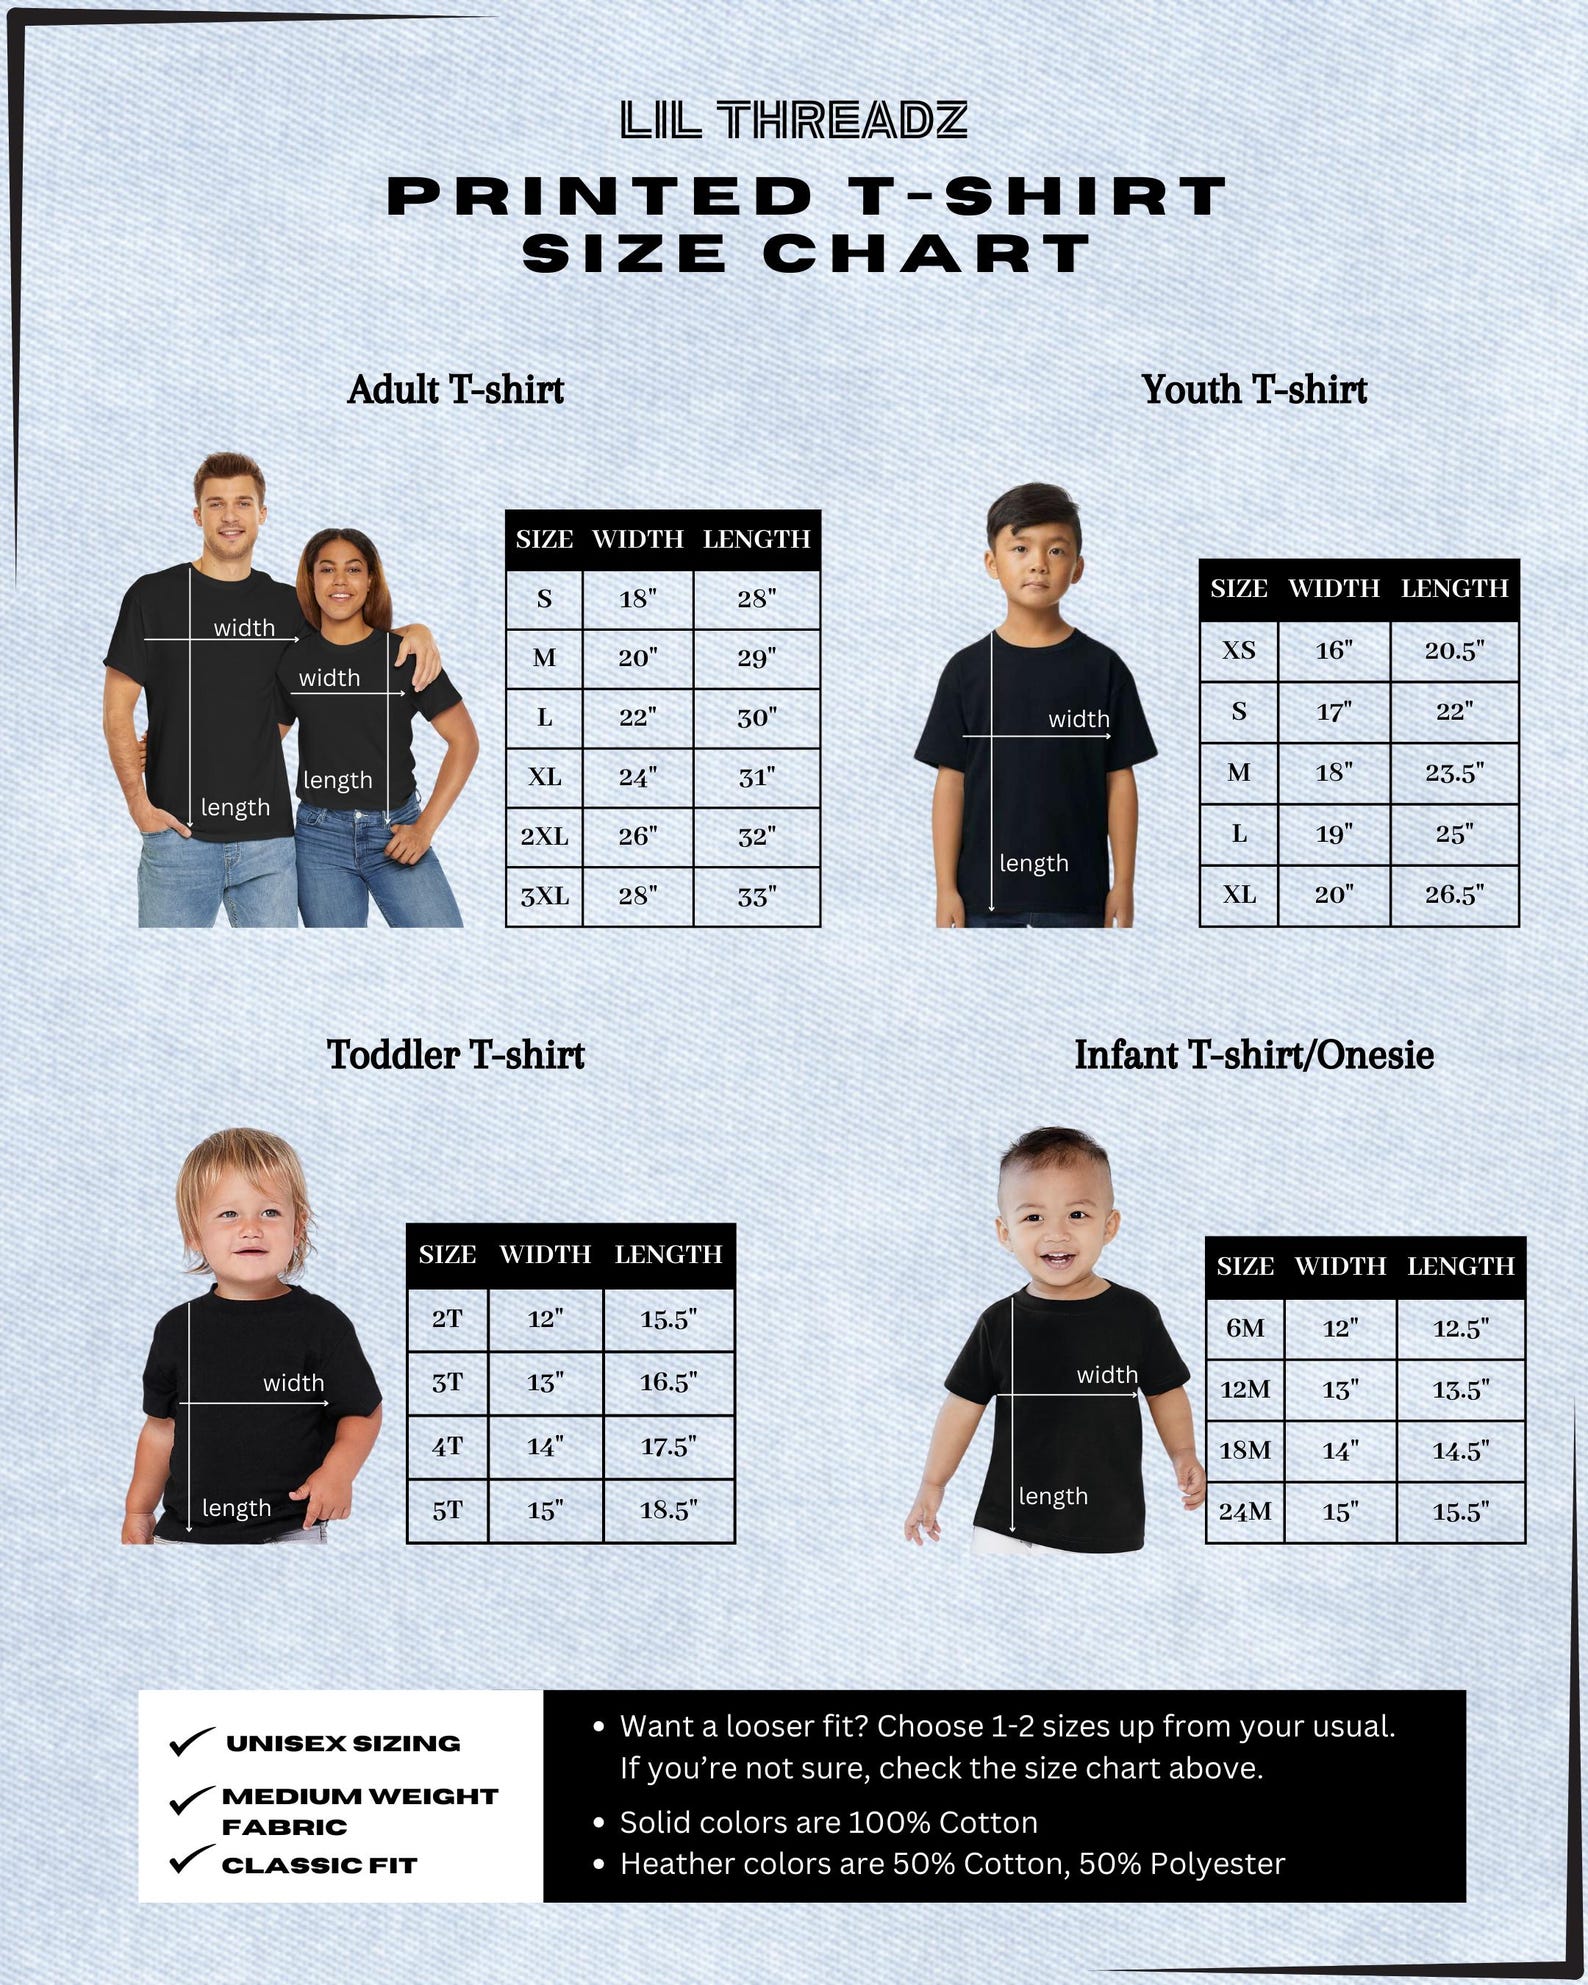 LIL THREADZ
PRINTED T-SHIRT
SIZE CHART
Adult T-shirt
width
width
length
length
SIZE WIDTH LENGTH
S 18" 28"
M 20" 29"
L 22" 30"
XL 24" 31"
2XL 26" 32"
3XL 28" 33"
Youth T-shirt
width
length
SIZE WIDTH LENGTH
XS 16" 20.5"
S 17" 22"
M 18" 23.5"
L 19" 25"
XL 20" 26.5"
Toddler T-shirt
width
length
SIZE WIDTH LENGTH
2T 12" 15.5"
3T 13" 16.5"
4T 14" 17.5"
5T 15" 18.5"
Infant T-shirt/Onesie
width
length
SIZE WIDTH LENGTH
6M 12" 12.5"
12M 13" 13.5"
18M 14" 14.5"
24M 15" 15.5"
UNISEX SIZING
MEDIUM WEIGHT
FABRIC
CLASSIC FIT
• Want a looser fit? Choose 1-2 sizes up from your usual.
If you’re not sure, check the size chart above.
• Solid colors are 100% Cotton
• Heather colors are 50% Cotton, 50% Polyester